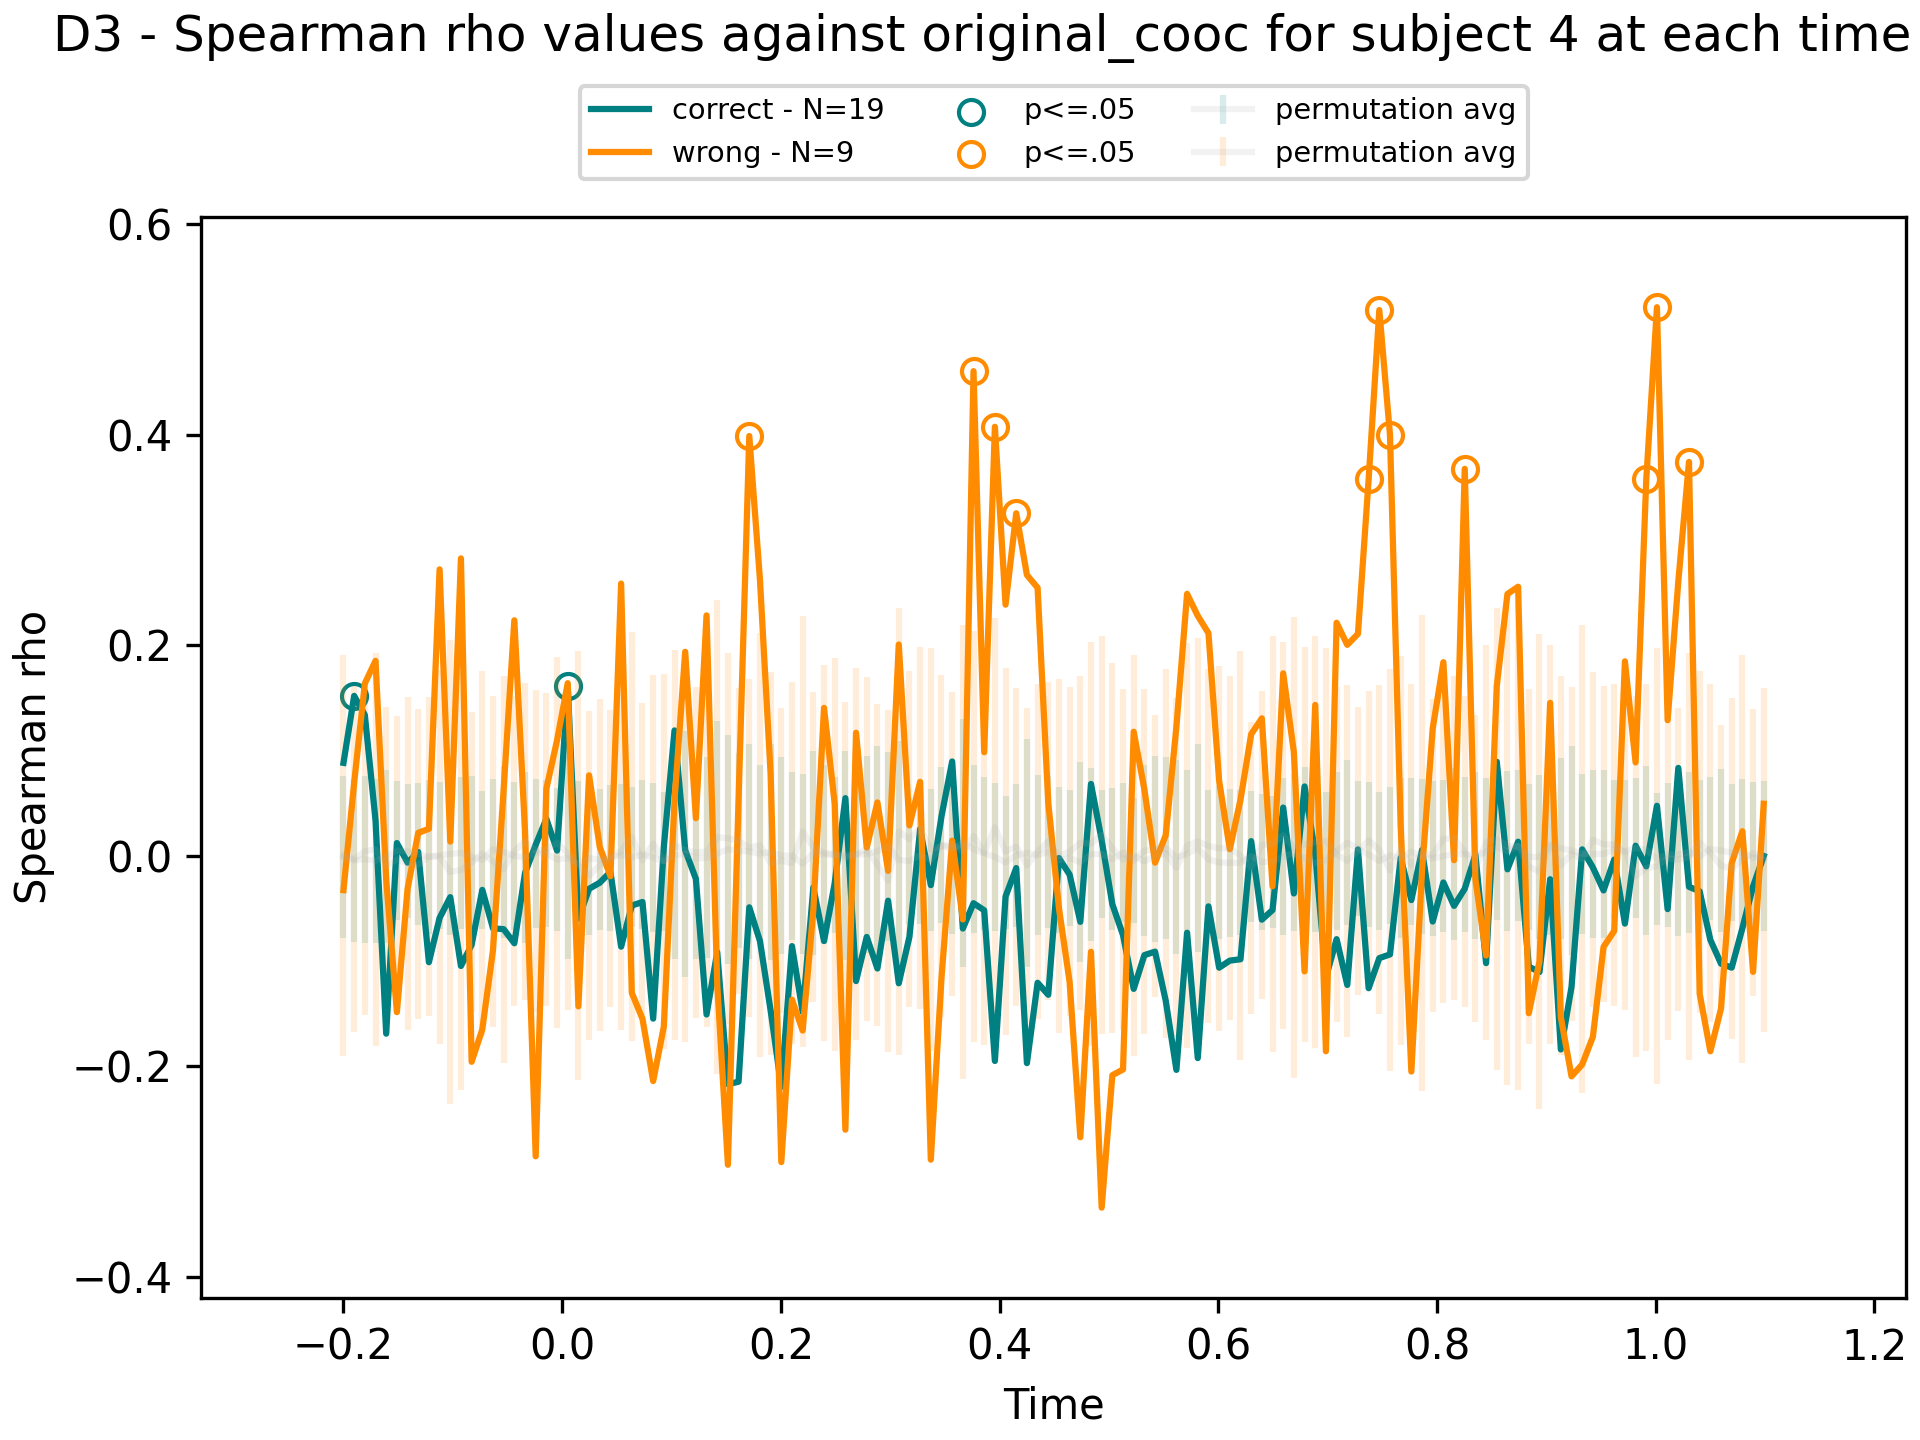 D3 - Spearman rho values against original_cooc for subject 4 at each time
correct - N=19
wrong - N=9
p<=.05
p<=.05
permutation avg
permutation avg
Spearman rho
0.6
0.4
0.2
0.0
−0.2
−0.4
−0.2
0.0
0.2
0.4
0.6
0.8
1.0
1.2
Time